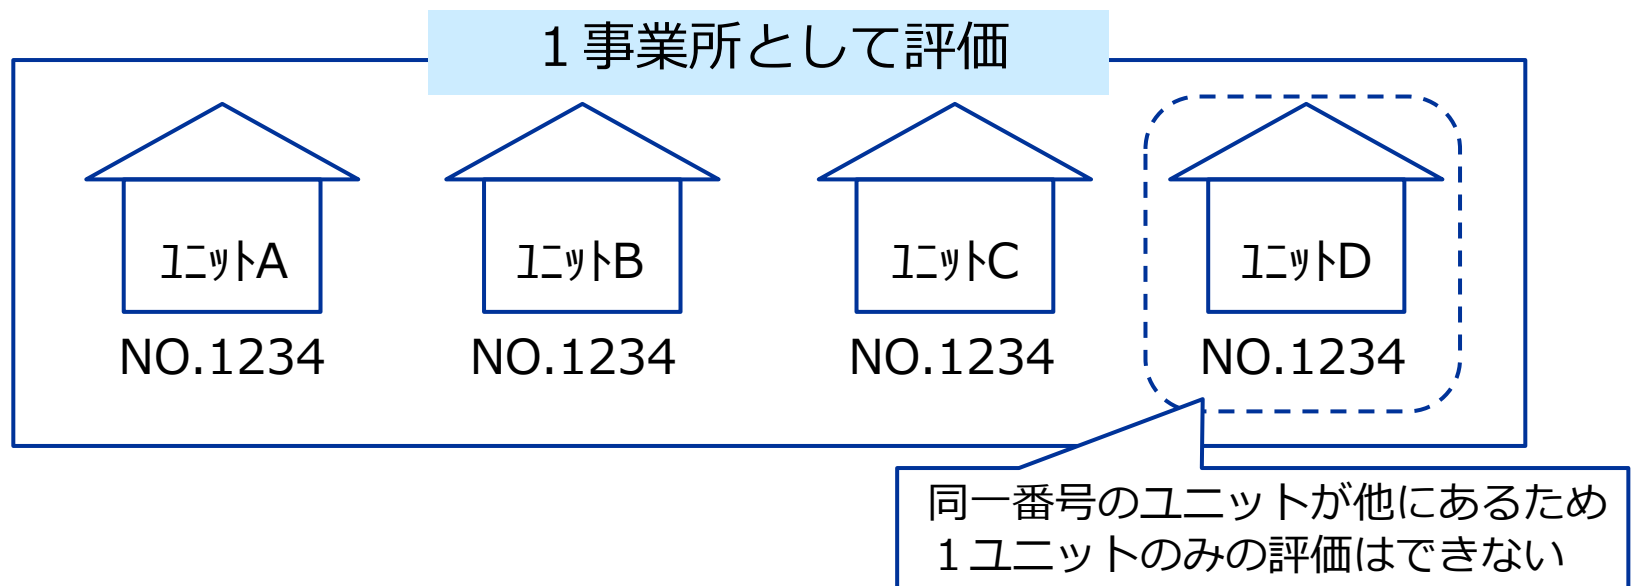 １事業所として評価
ﾕﾆｯﾄA
ﾕﾆｯﾄB
ﾕﾆｯﾄC
ﾕﾆｯﾄD
NO.1234
NO.1234
NO.1234
NO.1234
同一番号のユニットが他にあるため
１ユニットのみの評価はできない